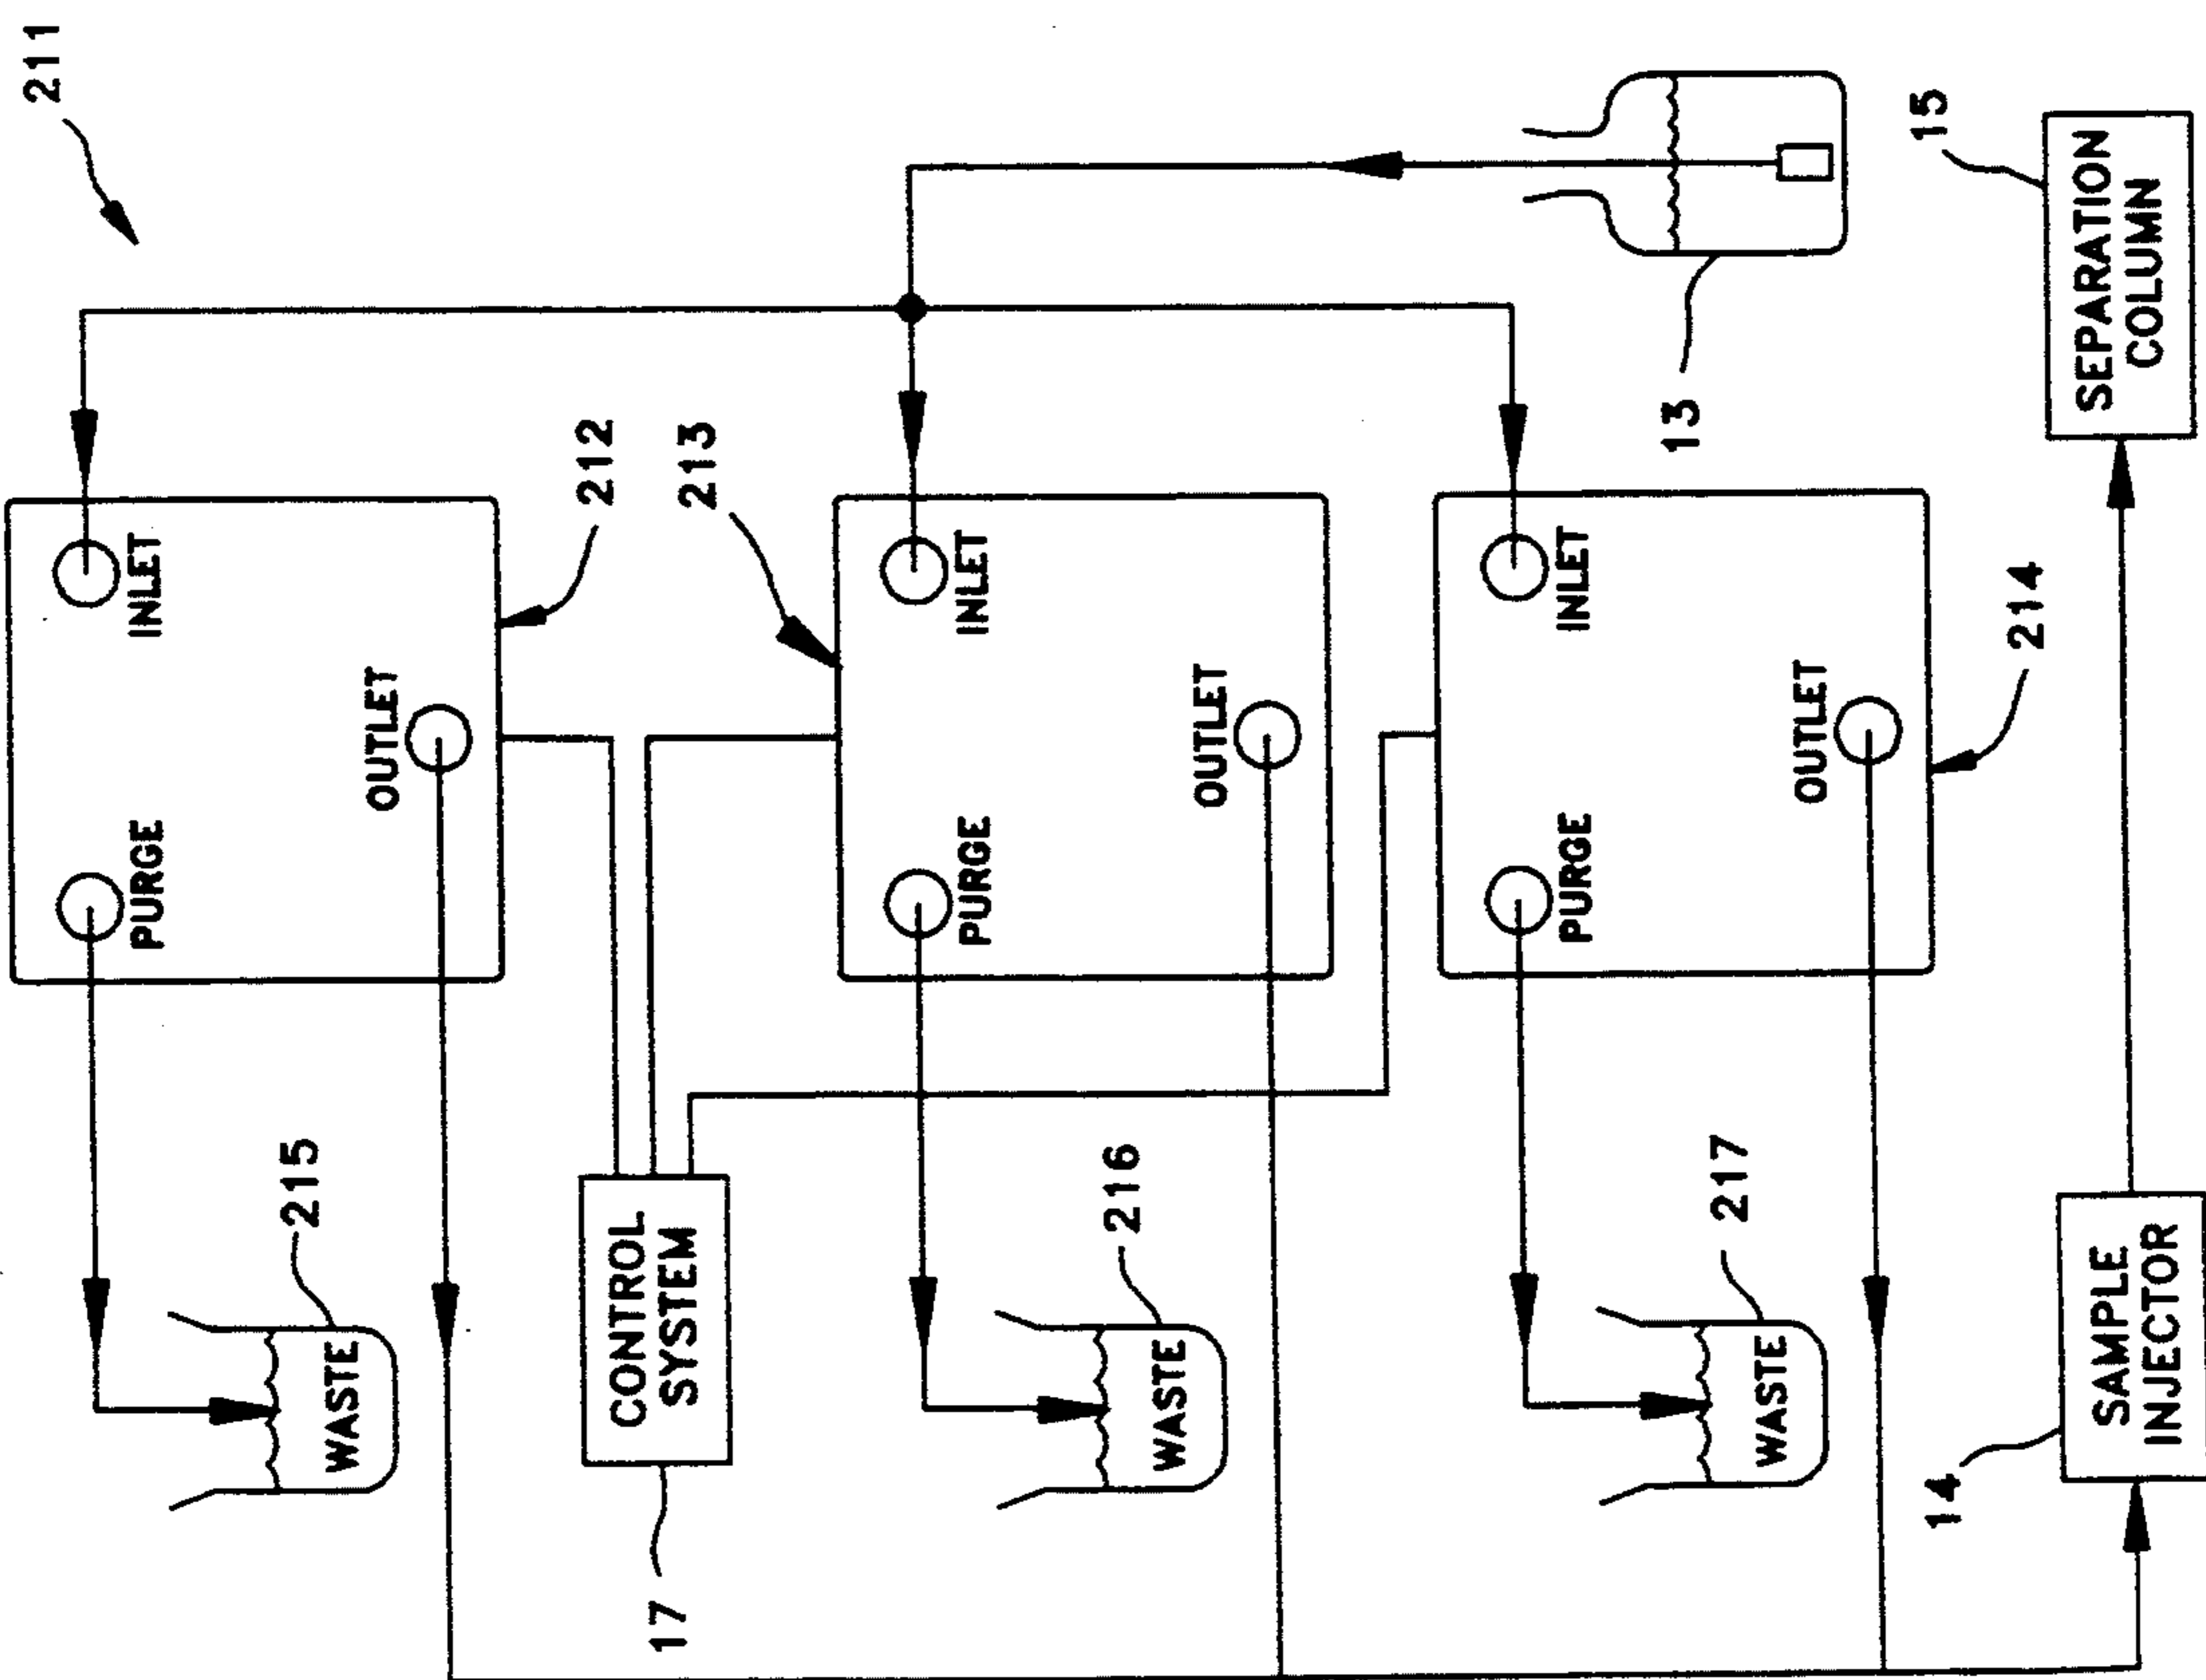 211
212
INLET
PURGE
OUTLET
215
WASTE
CONTROL
SYSTEM
17
213
INLET
PURGE
OUTLET
216
WASTE
13
INLET
PURGE
OUTLET
214
217
WASTE
15
SEPARATION
COLUMN
14
SAMPLE
INJECTOR